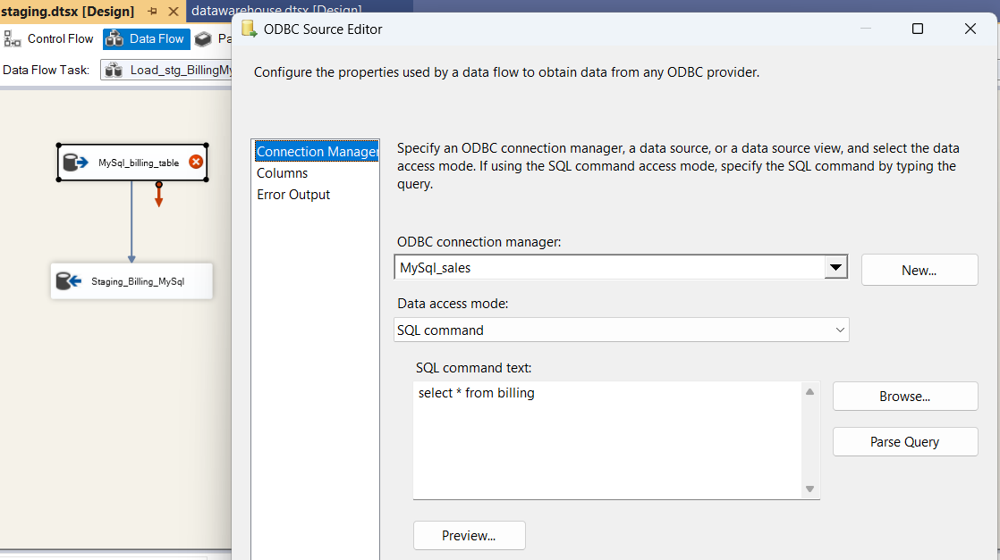 staging.dtsx [Design]
datawarehouse.dtsx [Design]
Control Flow
Data Flow
Pa
Data Flow Task:
Load_stg_BillingMy
MySql_billing_table
Staging_Billing_MySql
ODBC Source Editor
Configure the properties used by a data flow to obtain data from any ODBC provider.
Connection Manager
Columns
Error Output
Specify an ODBC connection manager, a data source, or a data source view, and select the data
access mode. If using the SQL command access mode, specify the SQL command by typing the
query.
ODBC connection manager:
MySql_sales
New...
Data access mode:
SQL command
SQL command text:
select * from billing
Browse...
Parse Query
Preview...